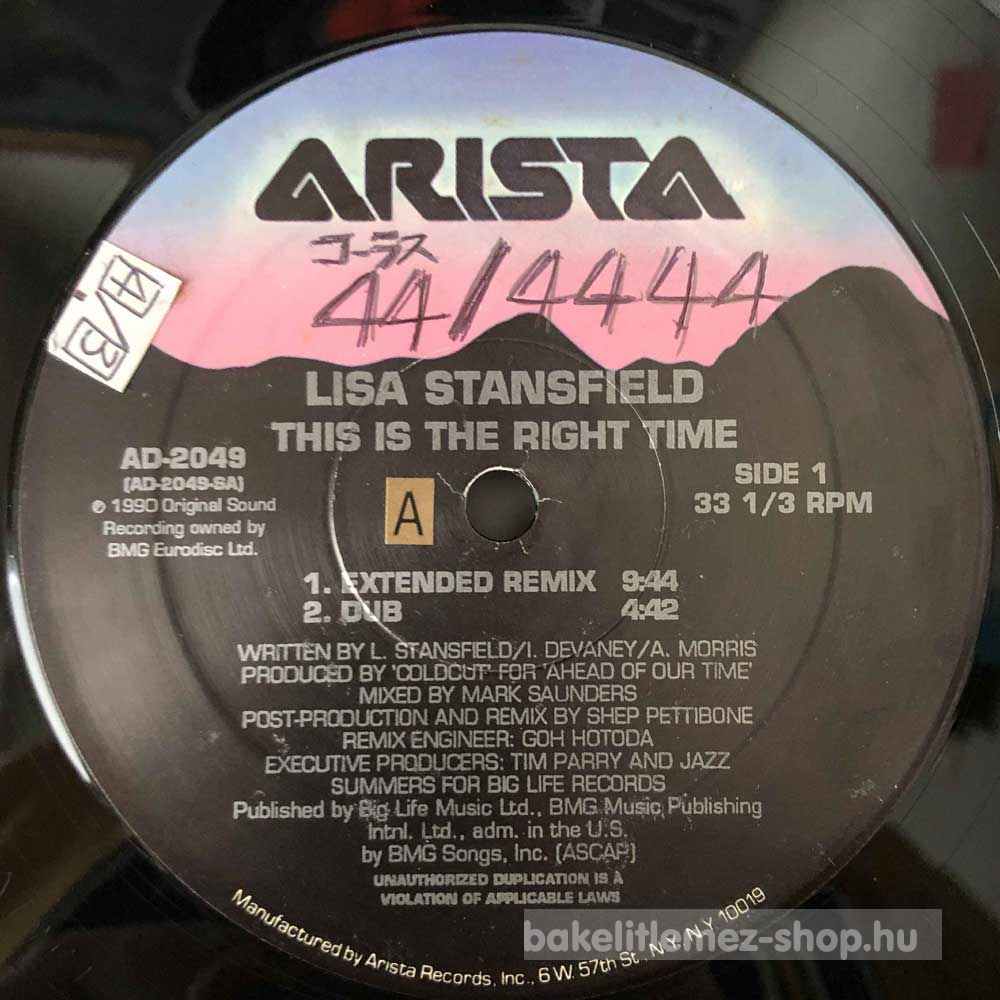 ARISTA
コーラス
44/4444
4/3
LISA STANSFIELD
THIS IS THE RIGHT TIME
AD-2049
(AD-2049-SA)
℗ 1990 Original Sound
Recording owned by
BMG Eurodisc Ltd.
A
SIDE 1
33 1/3 RPM
1. EXTENDED REMIX 9:44
2. DUB 4:42
WRITTEN BY L. STANSFIELD/I. DEVANEY/A. MORRIS
PRODUCED BY 'COLDCUT' FOR 'AHEAD OF OUR TIME'
MIXED BY MARK SAUNDERS
POST-PRODUCTION AND REMIX BY SHEP PETTIBONE
REMIX ENGINEER: GOH HOTODA
EXECUTIVE PRODUCERS: TIM PARRY AND JAZZ
SUMMERS FOR BIG LIFE RECORDS
Published by Big Life Music Ltd., BMG Music Publishing
Intnl. Ltd., adm. in the U.S.
by BMG Songs, Inc. (ASCAP)
UNAUTHORIZED DUPLICATION IS A
VIOLATION OF APPLICABLE LAWS
Manufactured by Arista Records, Inc., 6 W. 57th St., N.Y., N.Y. 10019
bakelitlemez-shop.hu